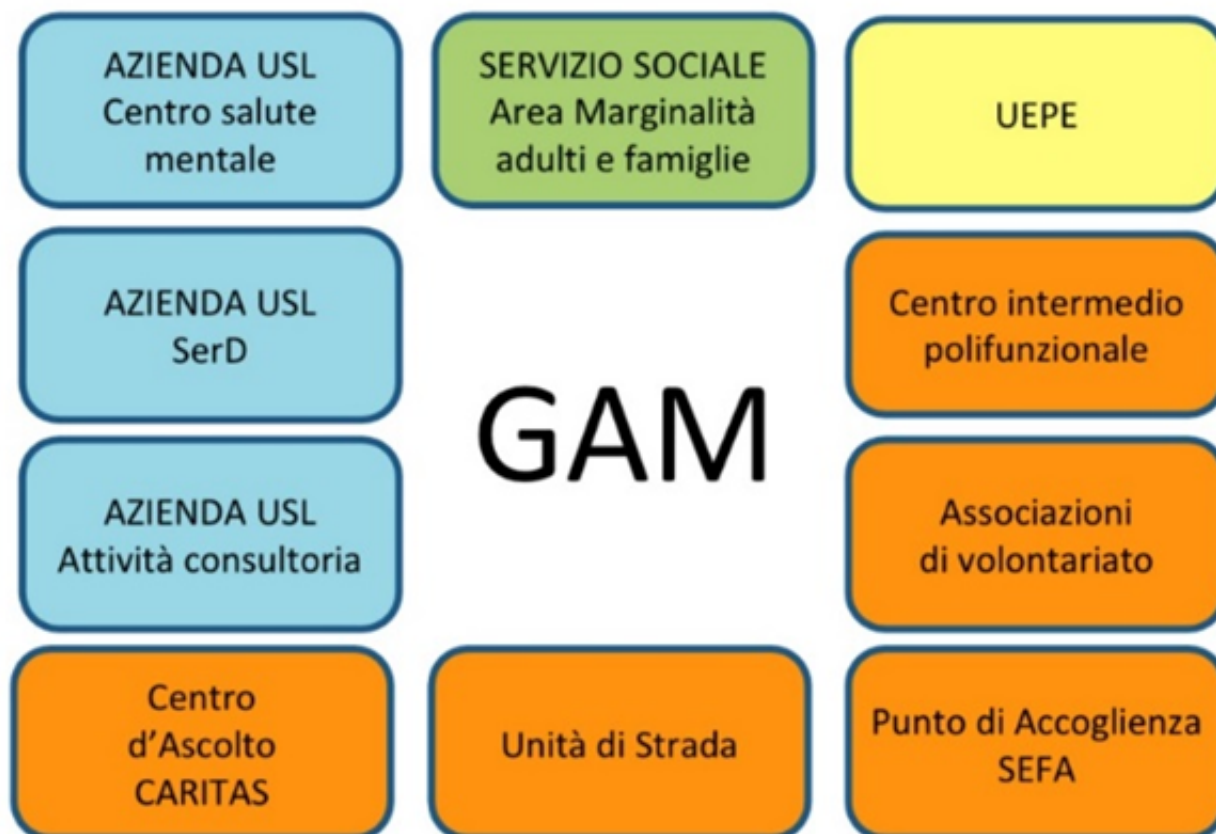 AZIENDA USL
Centro salute
mentale
SERVIZIO SOCIALE
Area Marginalità
adulti e famiglie
UEPE
AZIENDA USL
SerD
Centro intermedio
polifunzionale
GAM
AZIENDA USL
Attività consultoria
Associazioni
di volontariato
Centro
d'Ascolto
CARITAS
Unità di Strada
Punto di Accoglienza
SEFA